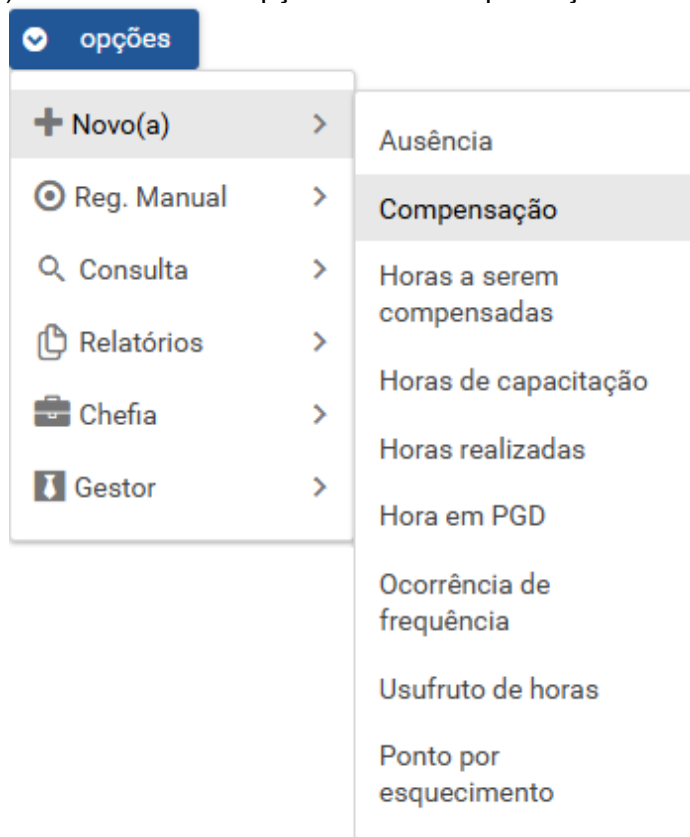 opções
Novo(a)
Reg. Manual
Consulta
Relatórios
Chefia
Gestor
Ausência
Compensação
Horas a serem
compensadas
Horas de capacitação
Horas realizadas
Hora em PGD
Ocorrência de
frequência
Usufruto de horas
Ponto por
esquecimento